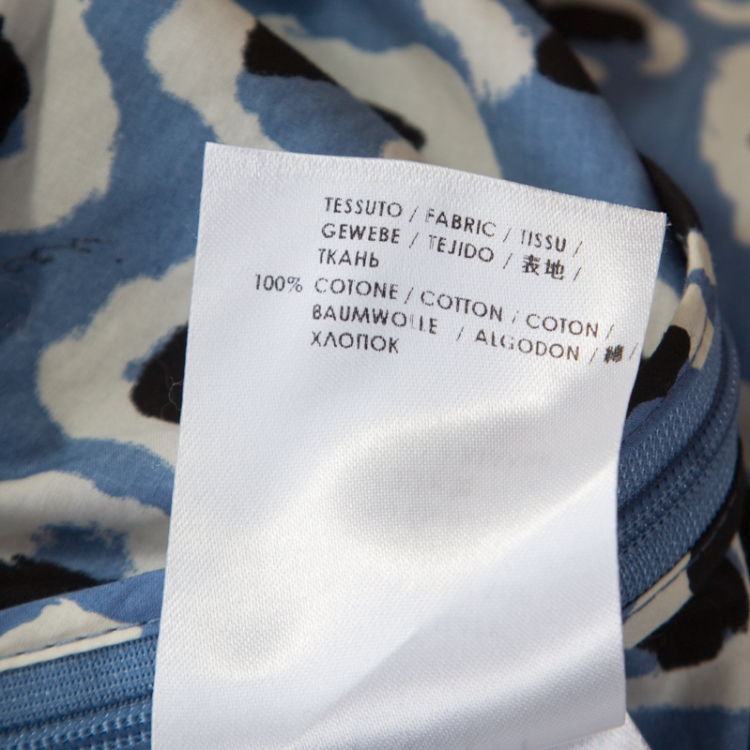 TESSUTO / FABRIC / TISSU /
GEWEBE / TEJIDO / 表地 /
ТКАНЬ
100% COTONE / COTTON / COTON /
BAUMWOLLE / ALGODON / 綿 /
ХЛОПОК